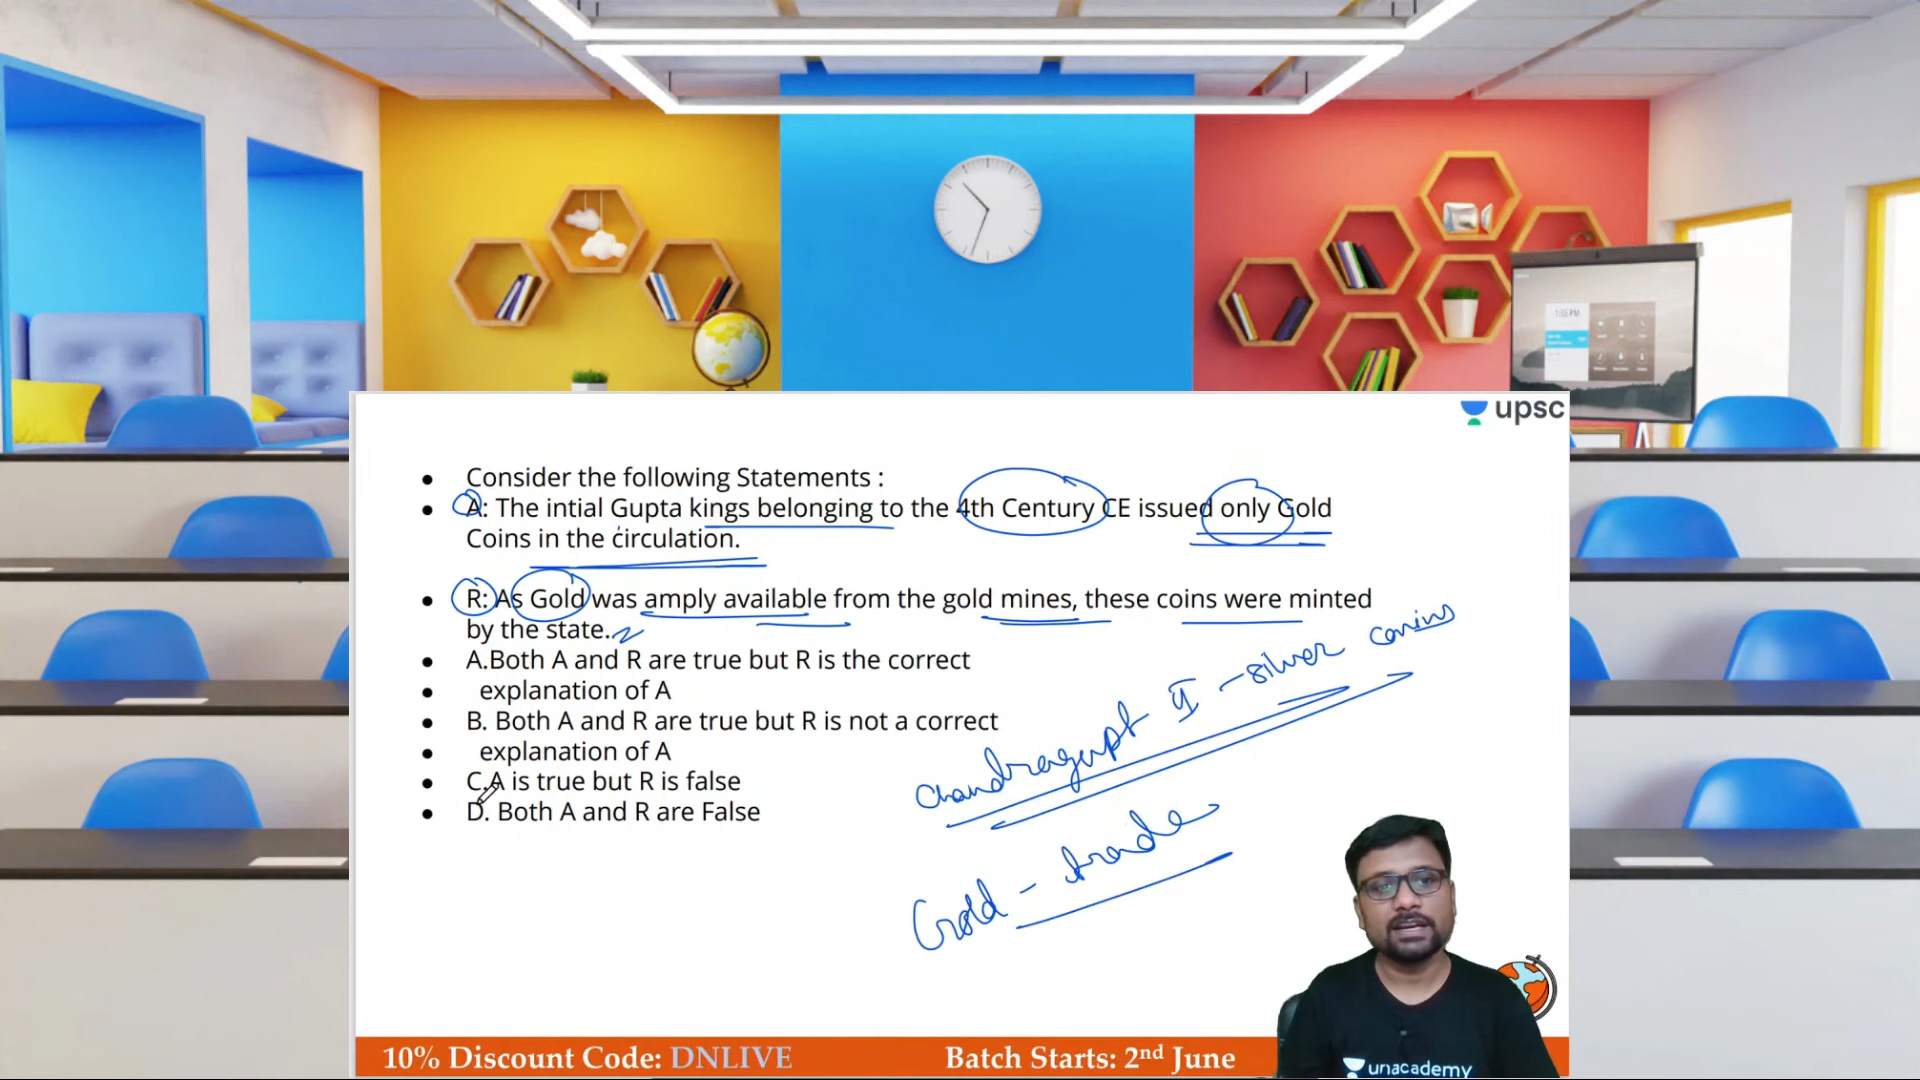 1:55 PM
upsc
Consider the following Statements :
A: The intial Gupta kings belonging to the 4th Century CE issued only Gold
Coins in the circulation.
R: As Gold was amply available from the gold mines, these coins were minted
by the state.
A.Both A and R are true but R is the correct
explanation of A
B. Both A and R are true but R is not a correct
explanation of A
C.A is true but R is false
D. Both A and R are False
chandragupt II - silver conins
Gold - trade
10% Discount Code: DNLIVE
Batch Starts: 2nd June
unacademy